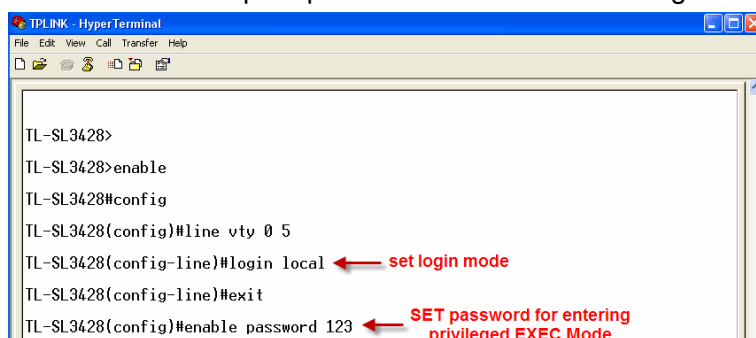 TPLINK - HyperTerminal
File Edit View Call Transfer Help
TL-SL3428>
TL-SL3428>enable
TL-SL3428#config
TL-SL3428(config)#line vty 0 5
TL-SL3428(config-line)#login local set login mode
TL-SL3428(config-line)#exit
TL-SL3428(config)#enable password 123 SET password for entering
privileged EXEC Mode